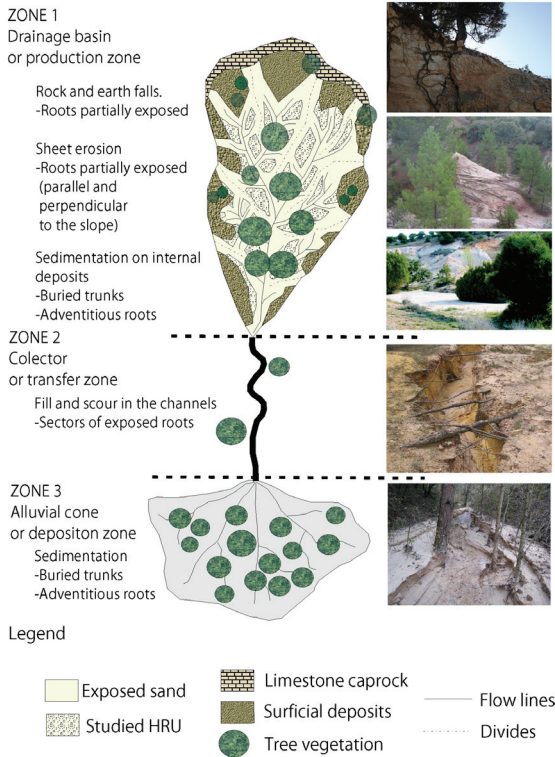 ZONE 1
Drainage basin
or production zone
Rock and earth falls.
-Roots partially exposed
Sheet erosion
-Roots partially exposed
(parallel and
perpendicular
to the slope)
Sedimentation on internal
deposits
-Buried trunks
-Adventitious roots
ZONE 2
Colector
or transfer zone
Fill and scour in the channels
-Sectors of exposed roots
ZONE 3
Alluvial cone
or depositon zone
Sedimentation
-Buried trunks
-Adventitious roots
Legend
Exposed sand
Studied HRU
Limestone caprock
Surficial deposits
Tree vegetation
Flow lines
Divides